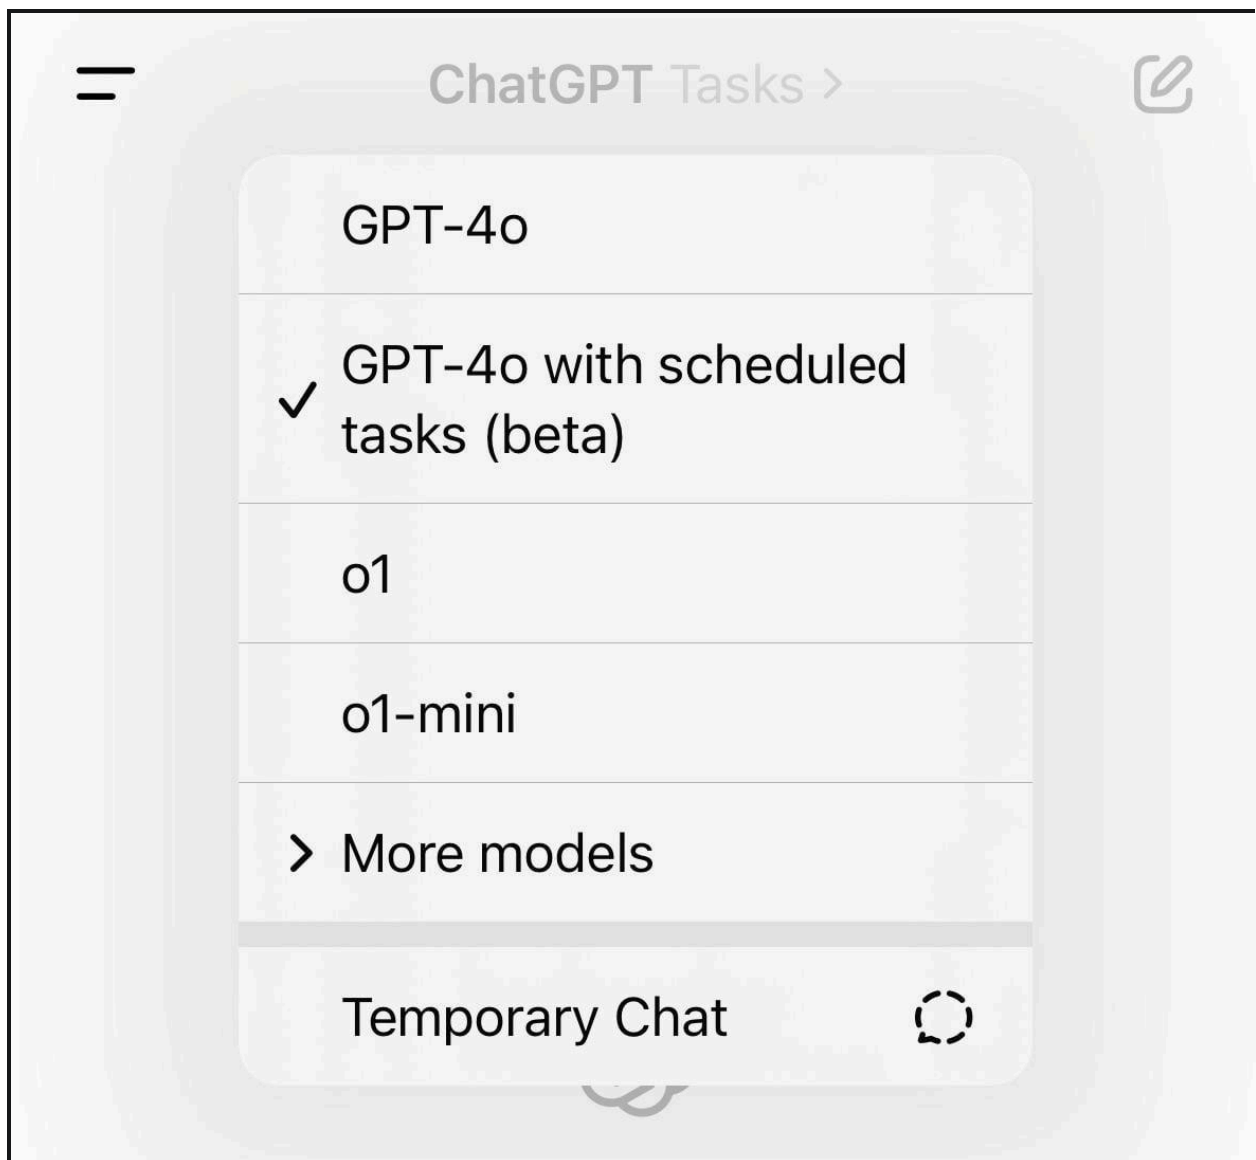 ChatGPT Tasks >
GPT-4o
GPT-4o with scheduled
tasks (beta)
o1
o1-mini
More models
Temporary Chat